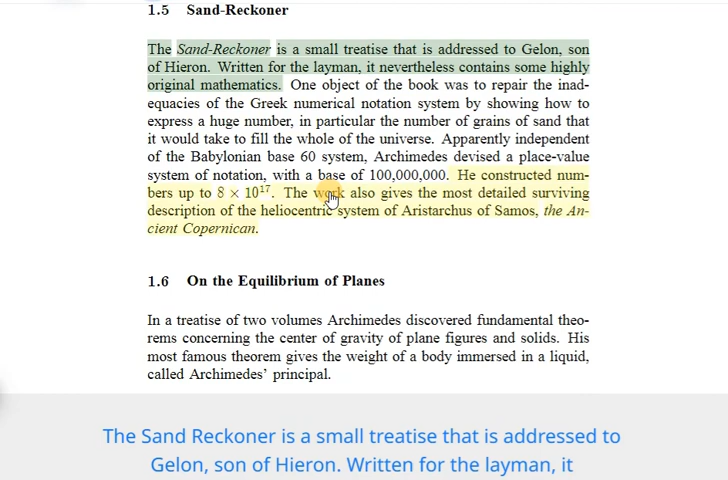 1.5 Sand-Reckoner
The Sand-Reckoner is a small treatise that is addressed to Gelon, son
of Hieron. Written for the layman, it nevertheless contains some highly
original mathematics. One object of the book was to repair the inad-
equacies of the Greek numerical notation system by showing how to
express a huge number, in particular the number of grains of sand that
it would take to fill the whole of the universe. Apparently independent
of the Babylonian base 60 system, Archimedes devised a place-value
system of notation, with a base of 100,000,000. He constructed num-
bers up to 8 × 10¹⁷. The work also gives the most detailed surviving
description of the heliocentric system of Aristarchus of Samos, the An-
cient Copernican.
1.6 On the Equilibrium of Planes
In a treatise of two volumes Archimedes discovered fundamental theo-
rems concerning the center of gravity of plane figures and solids. His
most famous theorem gives the weight of a body immersed in a liquid,
called Archimedes' principal.
The Sand Reckoner is a small treatise that is addressed to
Gelon, son of Hieron. Written for the layman, it